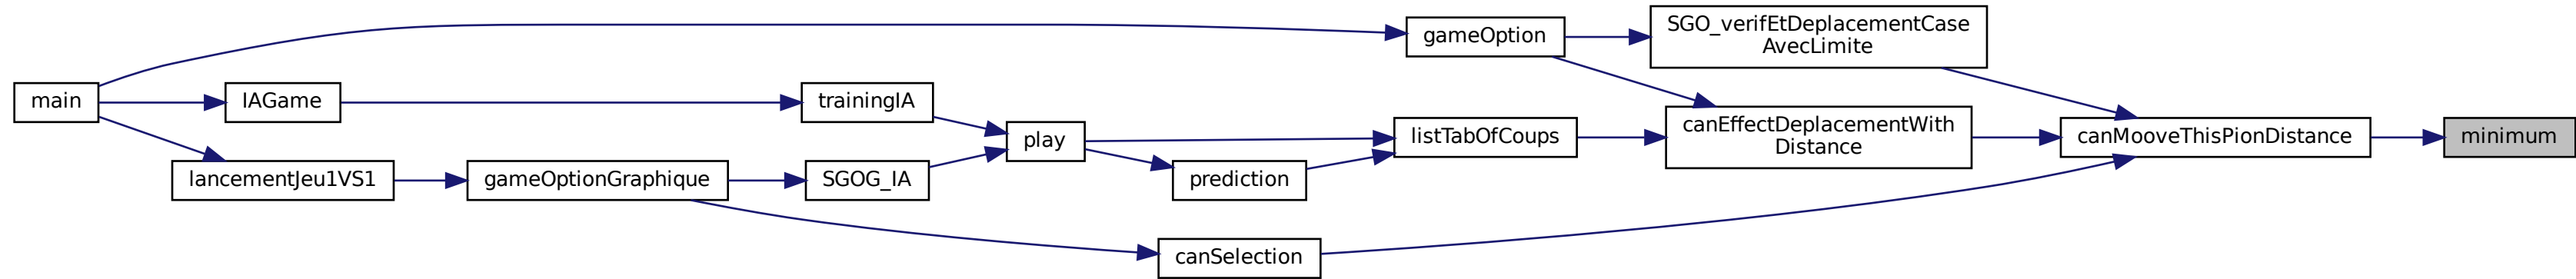 main
IAGame
lancementJeu1VS1
gameOptionGraphique
trainingIA
SGOG_IA
play
prediction
canSelection
gameOption
listTabOfCoups
SGO_verifEtDeplacementCase
AvecLimite
canEffectDeplacementWith
Distance
canMooveThisPionDistance
minimum